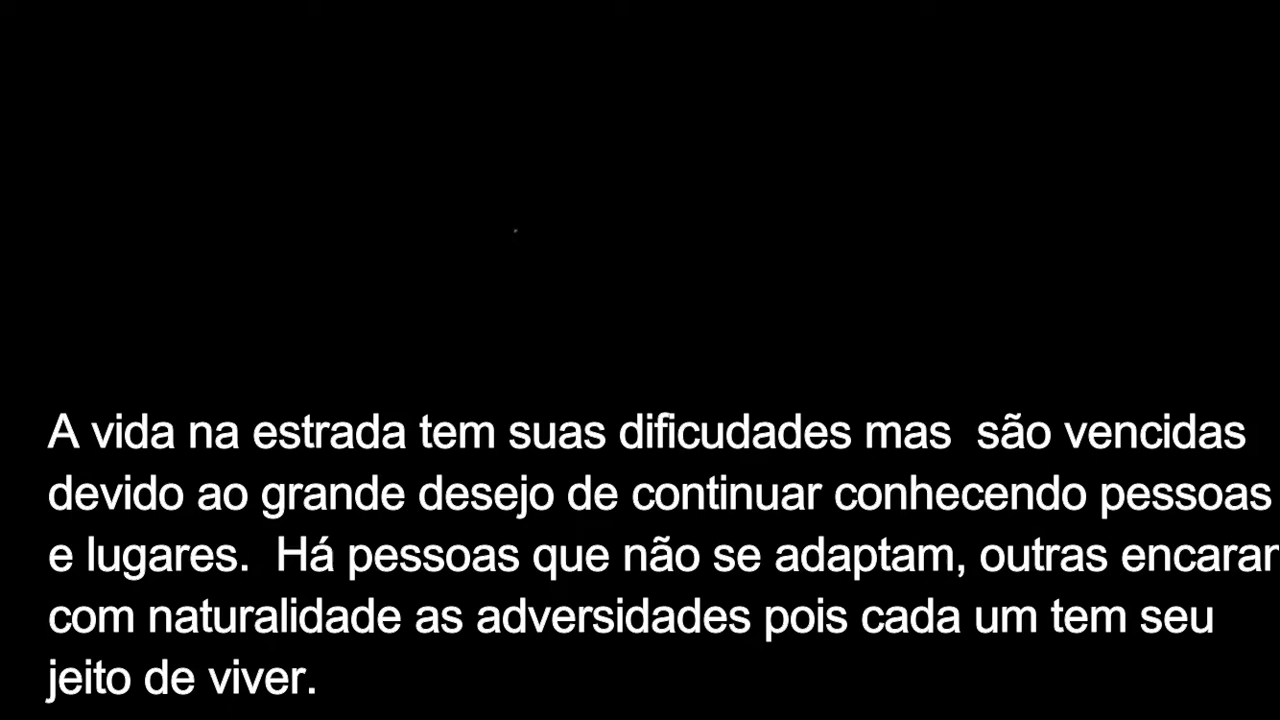 A vida na estrada tem suas dificudades mas  são vencidas
devido ao grande desejo de continuar conhecendo pessoas
e lugares.  Há pessoas que não se adaptam, outras encaram
com naturalidade as adversidades pois cada um tem seu
jeito de viver.